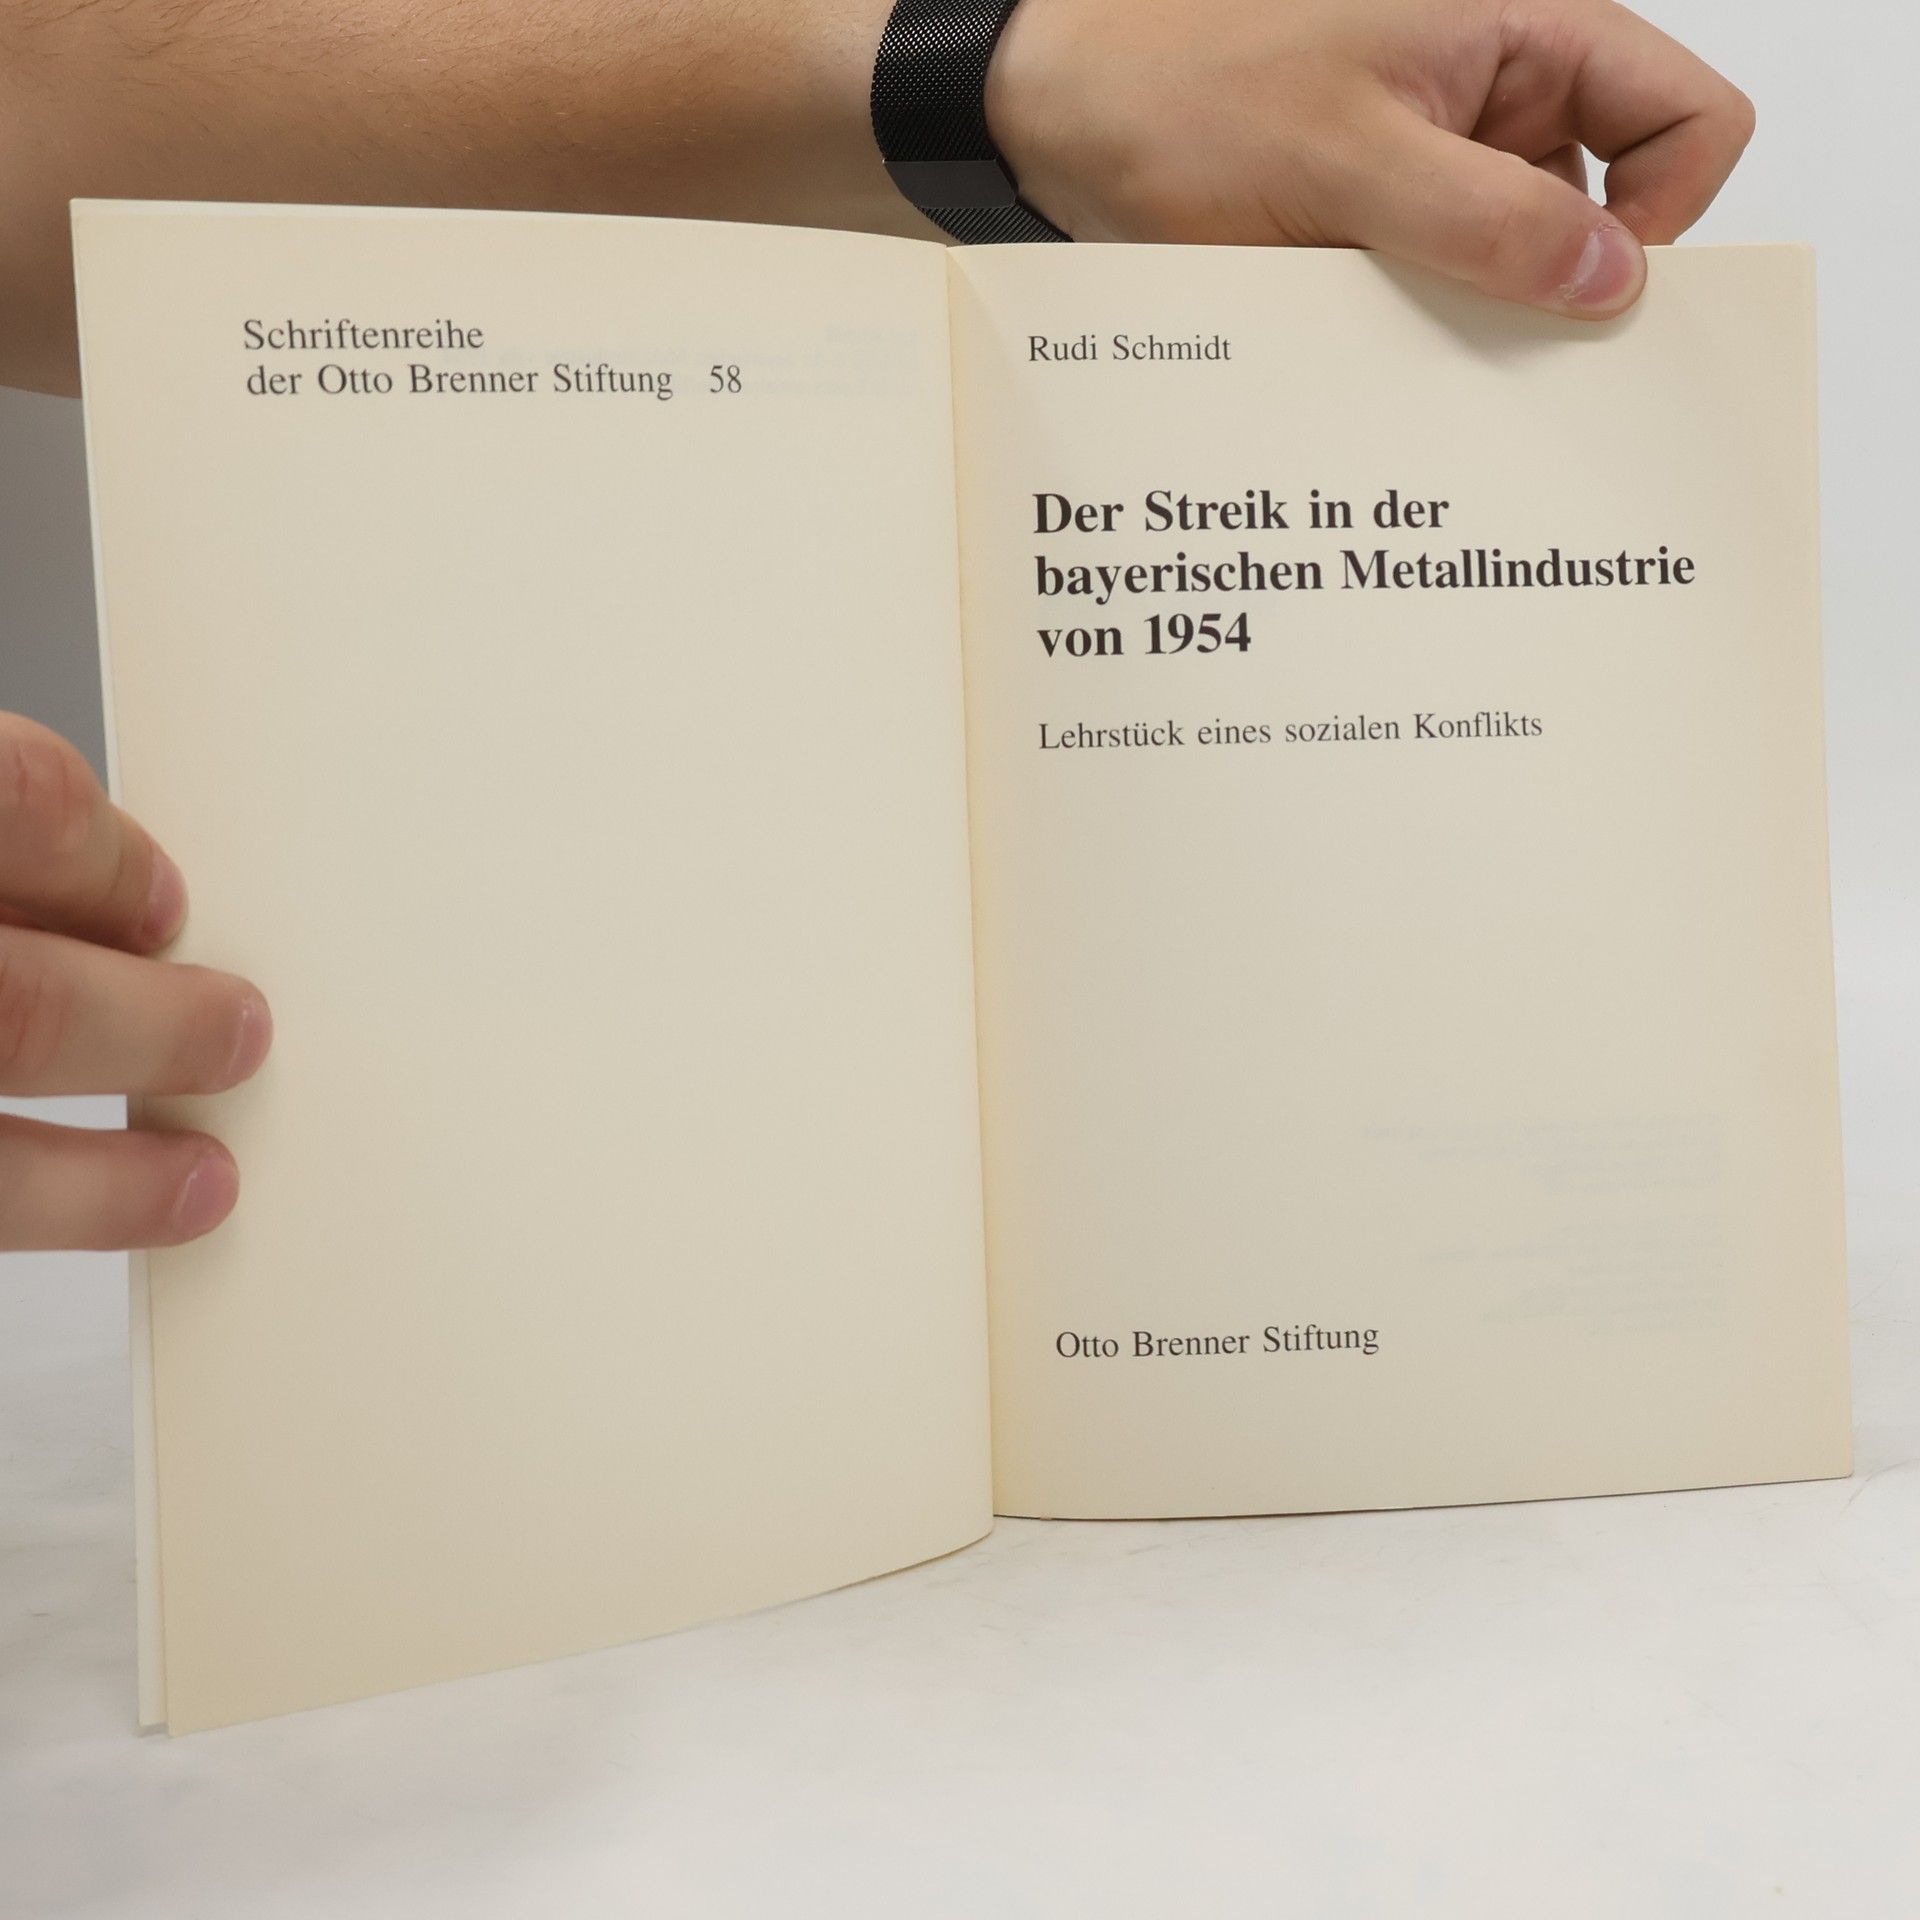 Schriftenreihe
der Otto Brenner Stiftung 58
Rudi Schmidt
Der Streik in der
bayerischen Metallindustrie
von 1954
Lehrstück eines sozialen Konflikts
Otto Brenner Stiftung